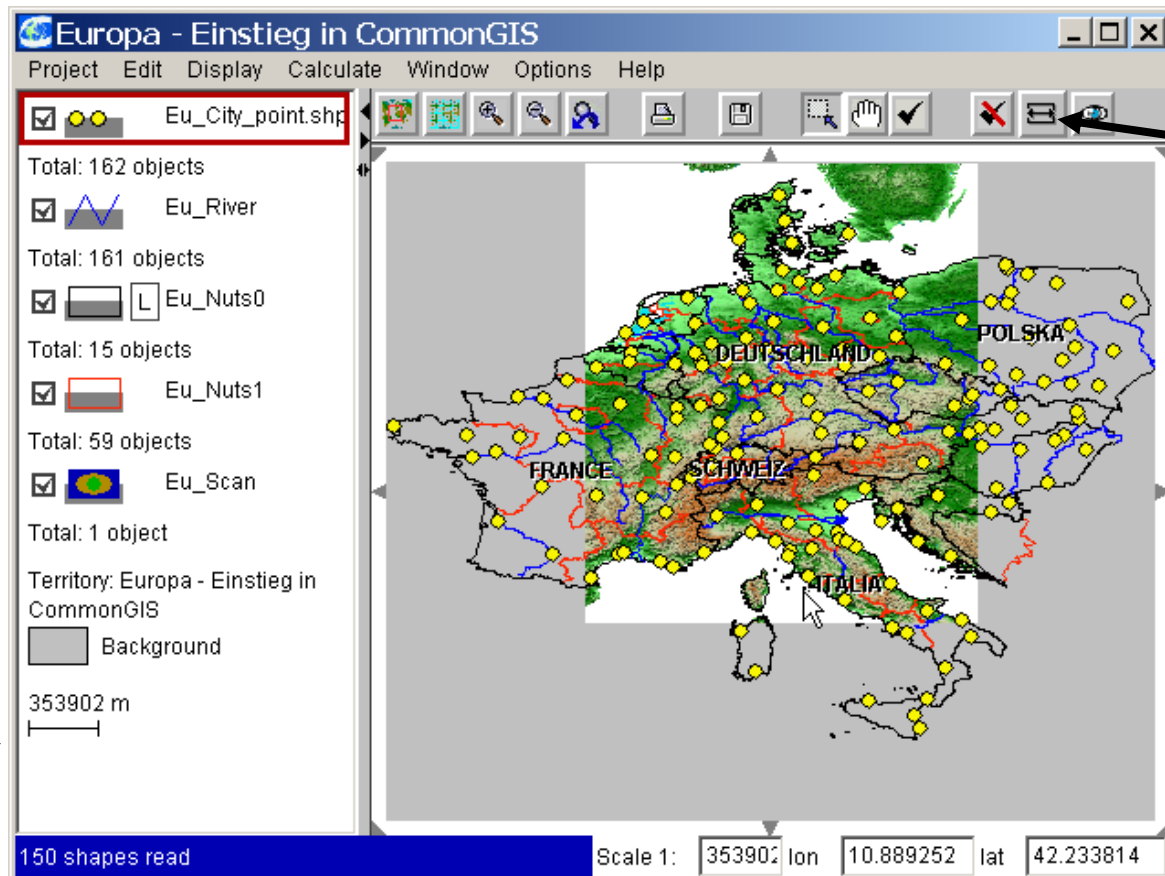 Europa - Einstieg in CommonGIS
Project Edit Display Calculate Window Options Help
Eu_City_point.shp
Total: 162 objects
Eu_River
Total: 161 objects
L Eu_Nuts0
Total: 15 objects
Eu_Nuts1
Total: 59 objects
Eu_Scan
Total: 1 object
Territory: Europa - Einstieg in
CommonGIS
Background
353902 m
POLSKA
DEUTSCHLAND
FRANCE
SCHWEIZ
ITALIA
150 shapes read
Scale 1: 353902 lon 10.889252 lat 42.233814